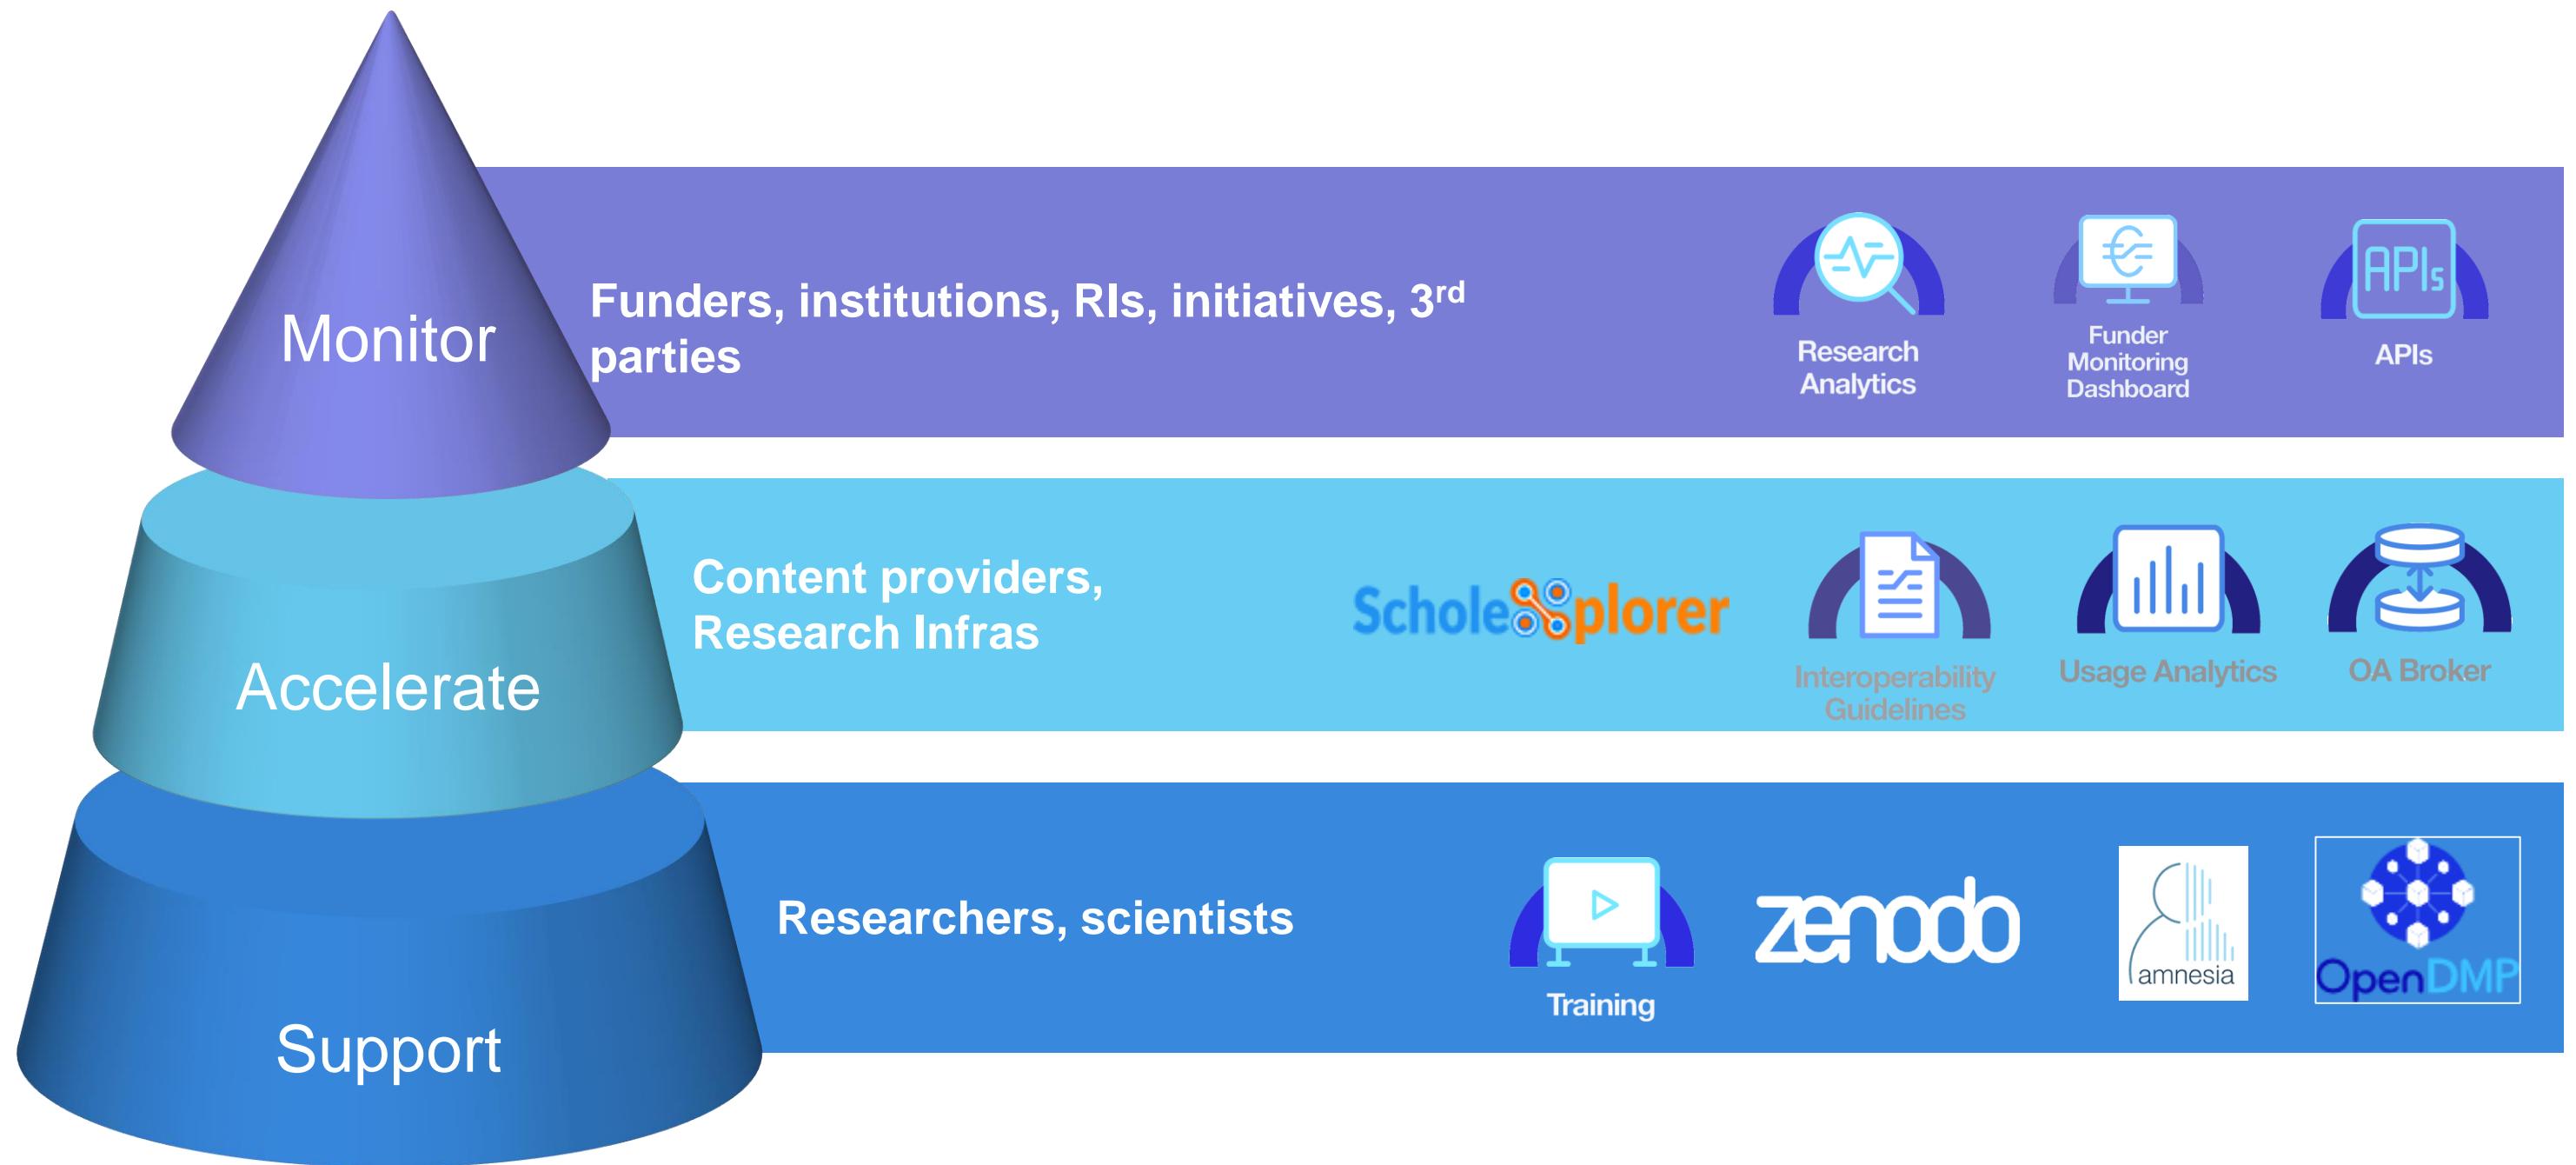 Monitor
Funders, institutions, RIs, initiatives, 3rd
parties
Research
Analytics
Funder
Monitoring
Dashboard
APIs
APIs
Accelerate
Content providers,
Research Infras
ScholeXplorer
Interoperability
Guidelines
Usage Analytics
OA Broker
Support
Researchers, scientists
Training
zenodo
amnesia
OpenDMP